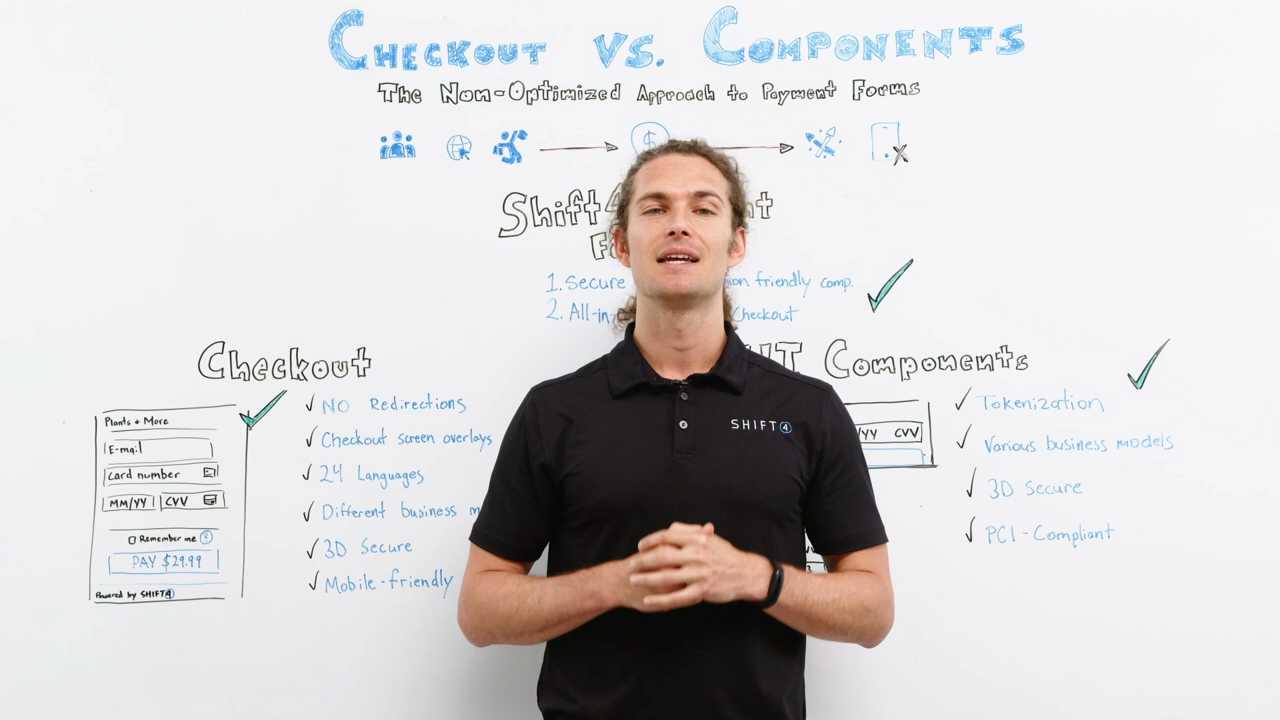 CHECKOUT VS. COMPONENTS
The Non-Optimized Approach to Payment Forms
$
Shift4
1. Secure friendly comp.
2. Checkout
Checkout
Components
Plants + More
E-mail
card number
MM/YY CVV
Remember me ?
PAY $29.99
Powered by SHIFT4
NO Redirections
Checkout screen overlays
24 Languages
Different business
3D Secure
Mobile-friendly
SHIFT4
CVV
Tokenization
Various business models
3D Secure
PCI-Compliant